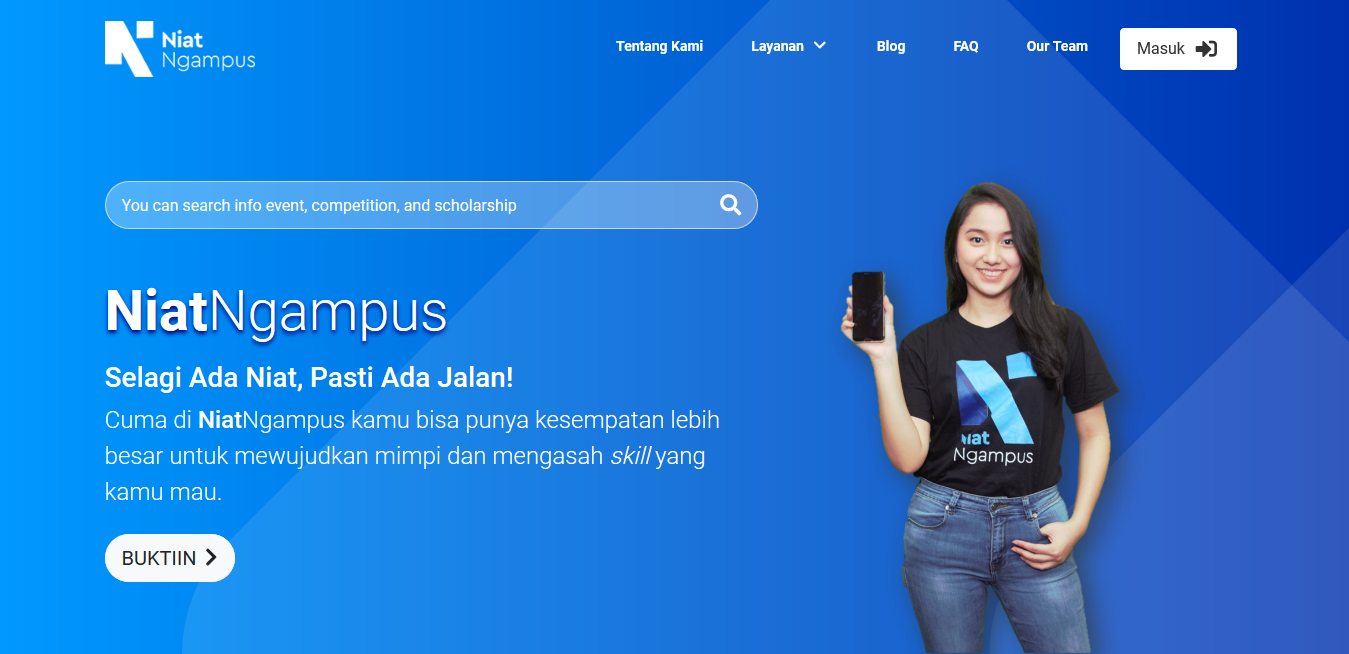 Niat
Ngampus
Tentang Kami
Layanan
Blog
FAQ
Our Team
Masuk
You can search info event, competition, and scholarship
NiatNgampus
Selagi Ada Niat, Pasti Ada Jalan!
Cuma di NiatNgampus kamu bisa punya kesempatan lebih
besar untuk mewujudkan mimpi dan mengasah skill yang
kamu mau.
BUKTIIN
Niat
Ngampus